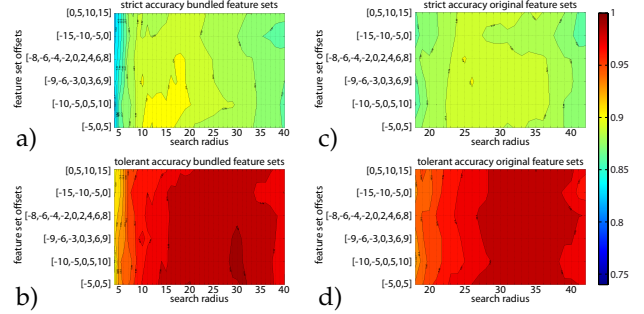 strict accuracy bundled feature sets
feature set offsets
[0,5,10,15]
[-15,-10,-5,0]
[-8,-6,-4,-2,0,2,4,6,8]
[-9,-6,-3,0,3,6,9]
[-10,-5,0,5,10]
[-5,0,5]
5 10 15 20 25 30 35 40
search radius
a)
strict accuracy original feature sets
[0,5,10,15]
[-15,-10,-5,0]
[-8,-6,-4,-2,0,2,4,6,8]
[-9,-6,-3,0,3,6,9]
[-10,-5,0,5,10]
[-5,0,5]
20 25 30 35 40
search radius
c)
tolerant accuracy bundled feature sets
feature set offsets
[0,5,10,15]
[-15,-10,-5,0]
[-8,-6,-4,-2,0,2,4,6,8]
[-9,-6,-3,0,3,6,9]
[-10,-5,0,5,10]
[-5,0,5]
5 10 15 20 25 30 35 40
search radius
b)
tolerant accuracy original feature sets
[0,5,10,15]
[-15,-10,-5,0]
[-8,-6,-4,-2,0,2,4,6,8]
[-9,-6,-3,0,3,6,9]
[-10,-5,0,5,10]
[-5,0,5]
20 25 30 35 40
search radius
d)
1
0.95
0.9
0.85
0.8
0.75